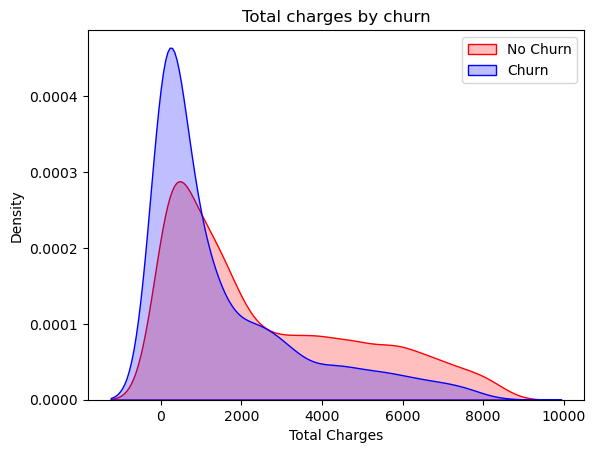 Total charges by churn
No Churn
Churn
0.0004
0.0003
0.0002
0.0001
0.0000
Density
0 2000 4000 6000 8000 10000
Total Charges